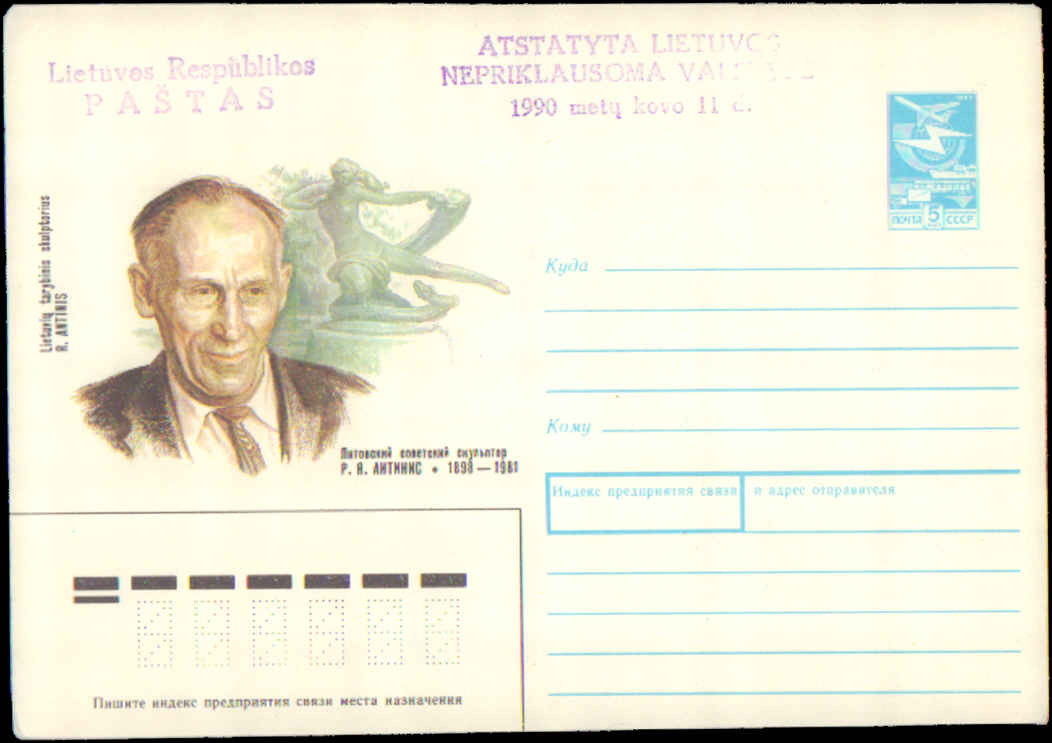 Lietuvos Respublikos
PAŠTAS
ATSTATYTA LIETUVOS
NEPRIKLAUSOMA
1990 metų kovo 11 d.
ПОЧТА 5 СССР
Lietuvių tarybinis skulptorius
R. ANTINIS
Литовский советский скульптор
Р. Я. АНТИНИС • 1898 — 1981
Куда
Кому
Индекс предприятия связи и адрес отправителя
Пишите индекс предприятия связи места назначения